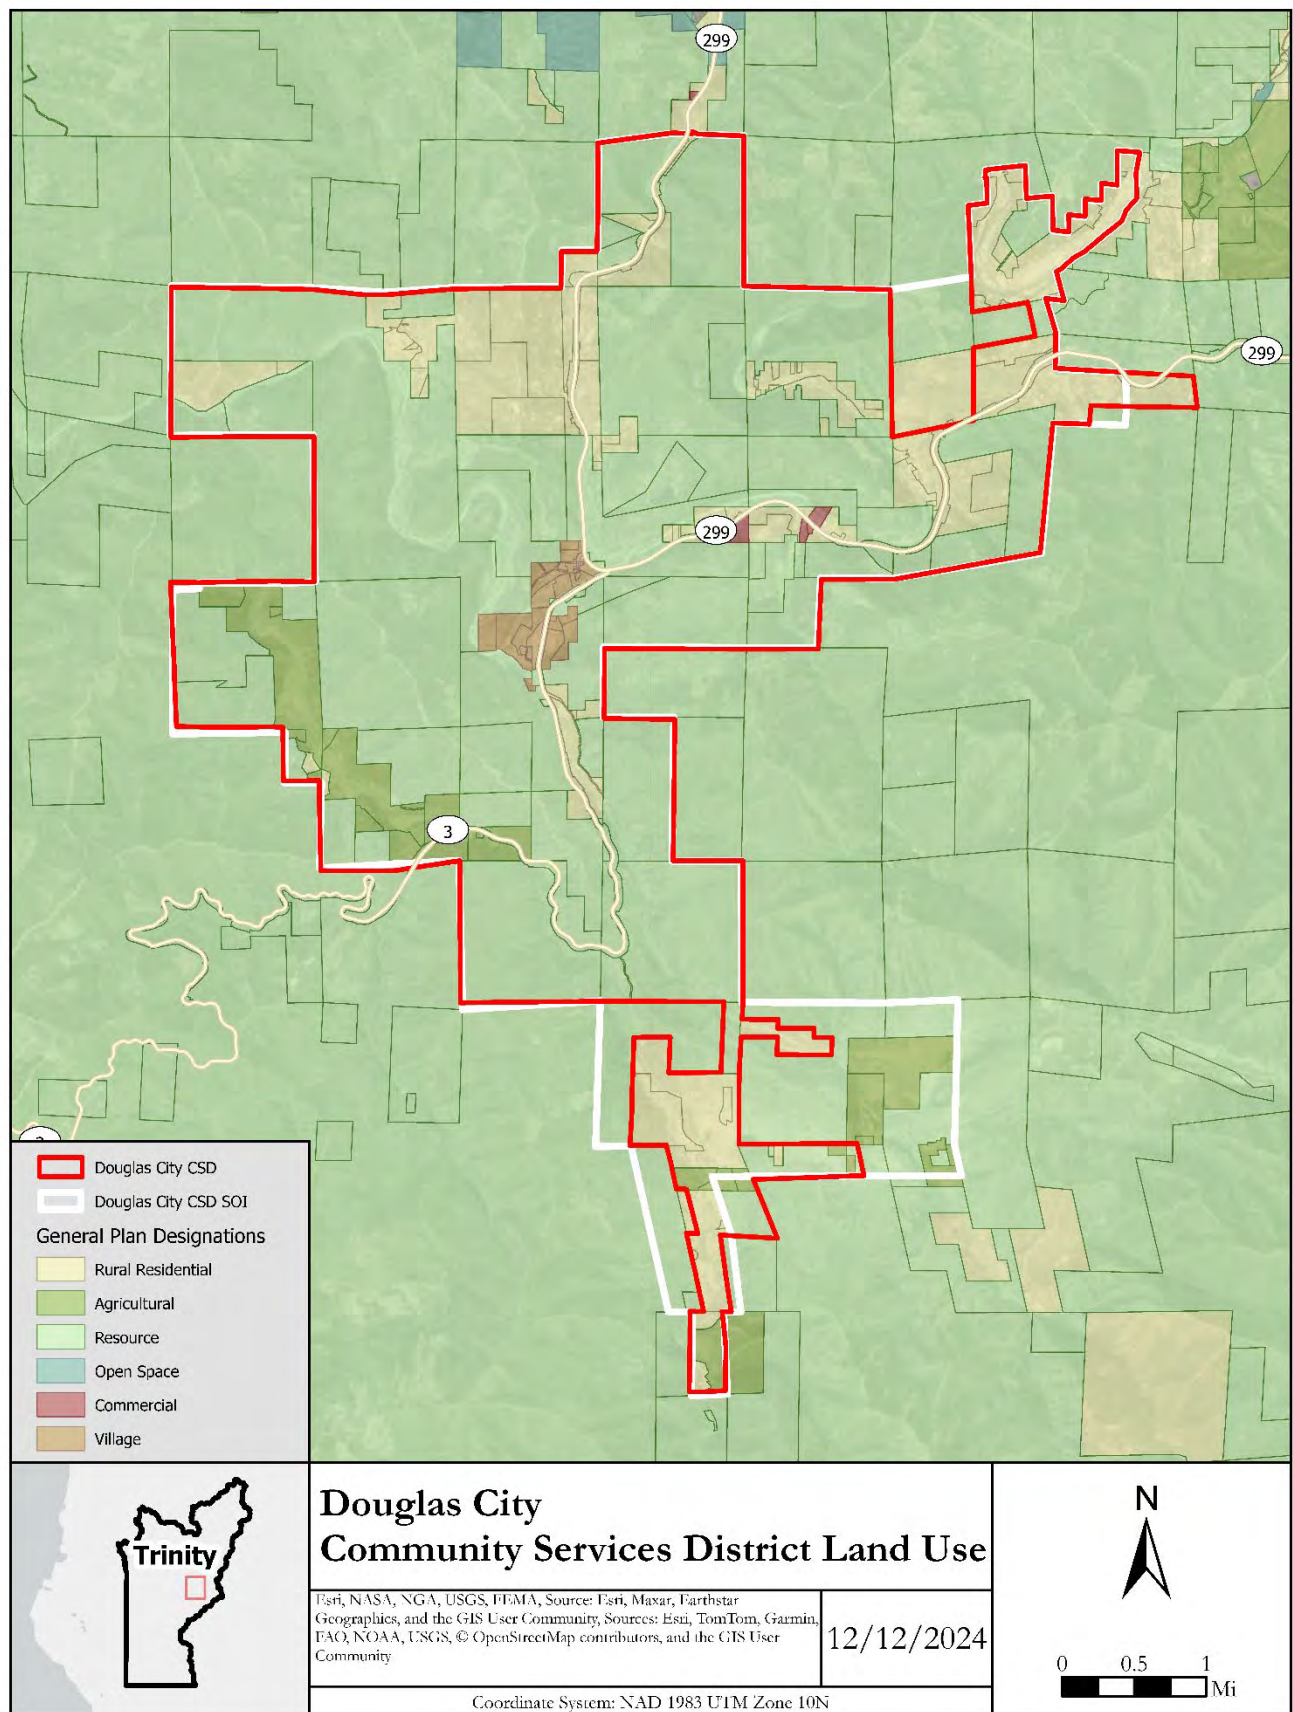 299
299
299
3
Douglas City CSD
Douglas City CSD SOI
General Plan Designations
Rural Residential
Agricultural
Resource
Open Space
Commercial
Village
Trinity
Douglas City
Community Services District Land Use
Esri, NASA, NGA, USGS, FEMA, Source: Esri, Maxar, Earthstar
Geographics, and the GIS User Community, Sources: Esri, TomTom, Garmin,
FAO, NOAA, USGS, © OpenStreetMap contributors, and the GIS User
Community
12/12/2024
Coordinate System: NAD 1983 UTM Zone 10N
N
0 0.5 1
Mi